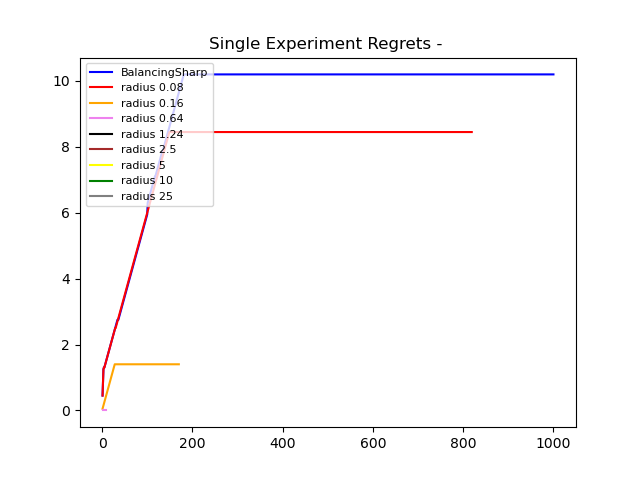 Single Experiment Regrets -
BalancingSharp
radius 0.08
radius 0.16
radius 0.64
radius 1.24
radius 2.5
radius 5
radius 10
radius 25
10
8
6
4
2
0
0 200 400 600 800 1000